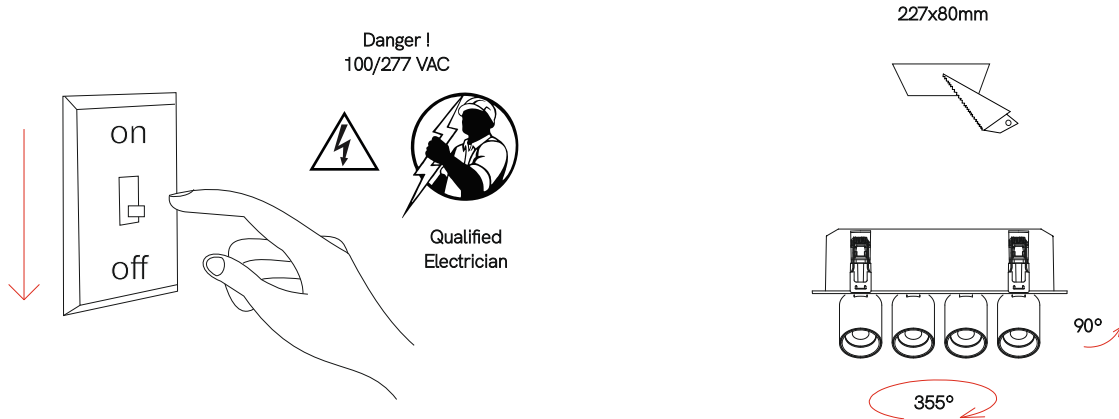 Danger !
100/277 VAC
on
off
Qualified
Electrician
227x80mm
90°
355°